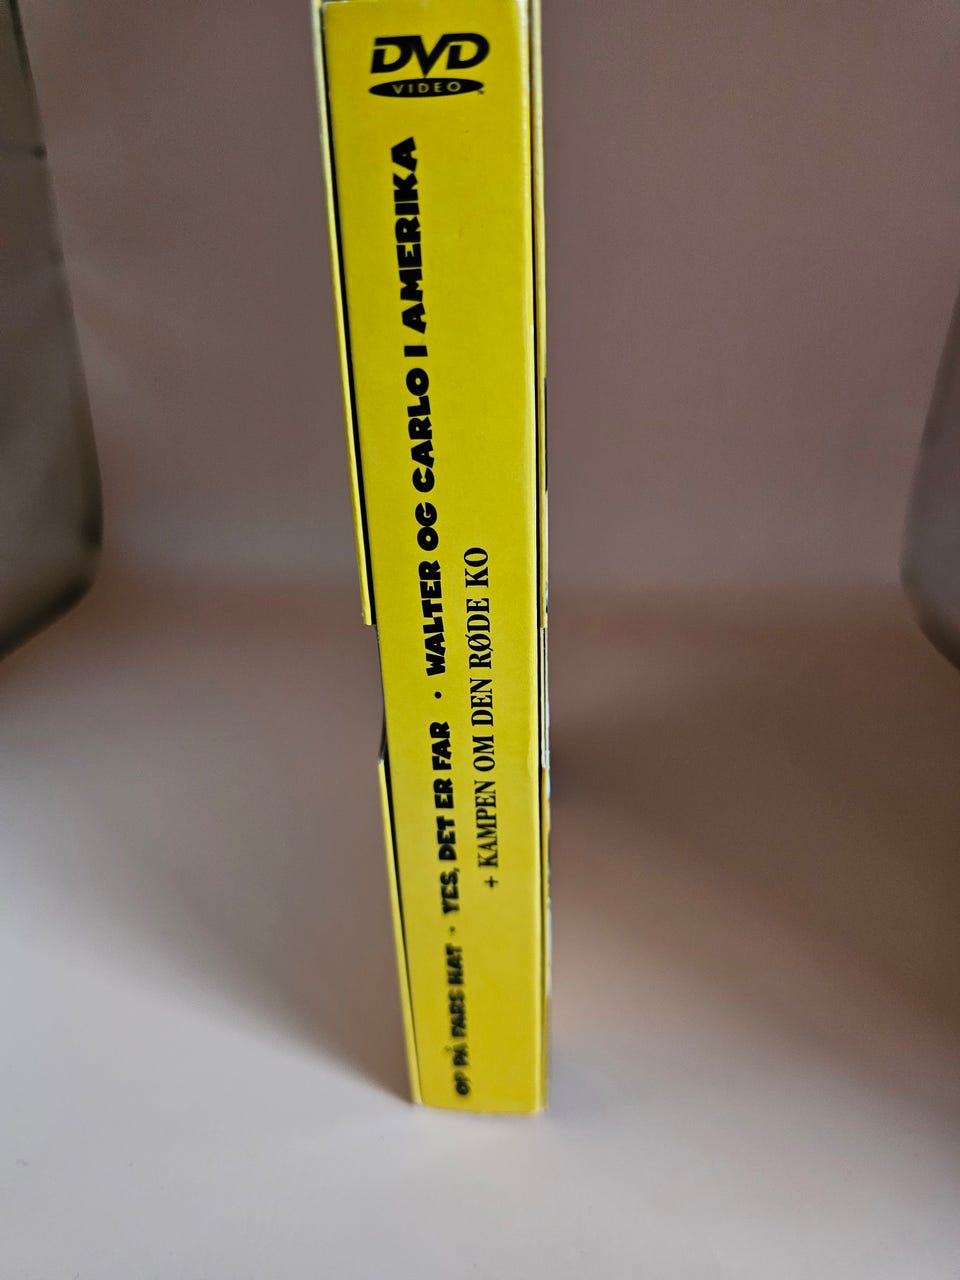 DVD
VIDEO
OP PÅ FARS HAT · YES, DET ER FAR · WALTER OG CARLO I AMERIKA
+ KAMPEN OM DEN RØDE KO